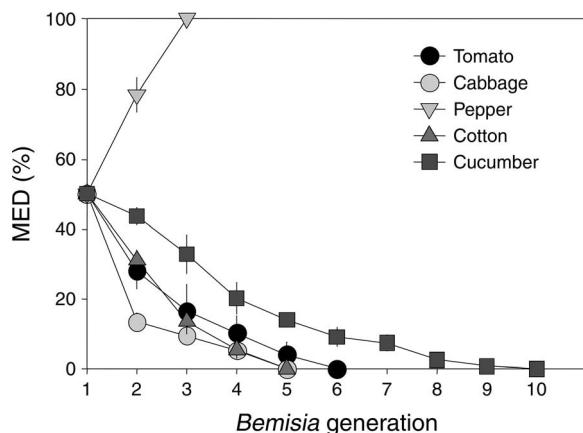 100
80
60
40
20
0
MED (%)
Tomato
Cabbage
Pepper
Cotton
Cucumber
1 2 3 4 5 6 7 8 9 10
Bemisia generation